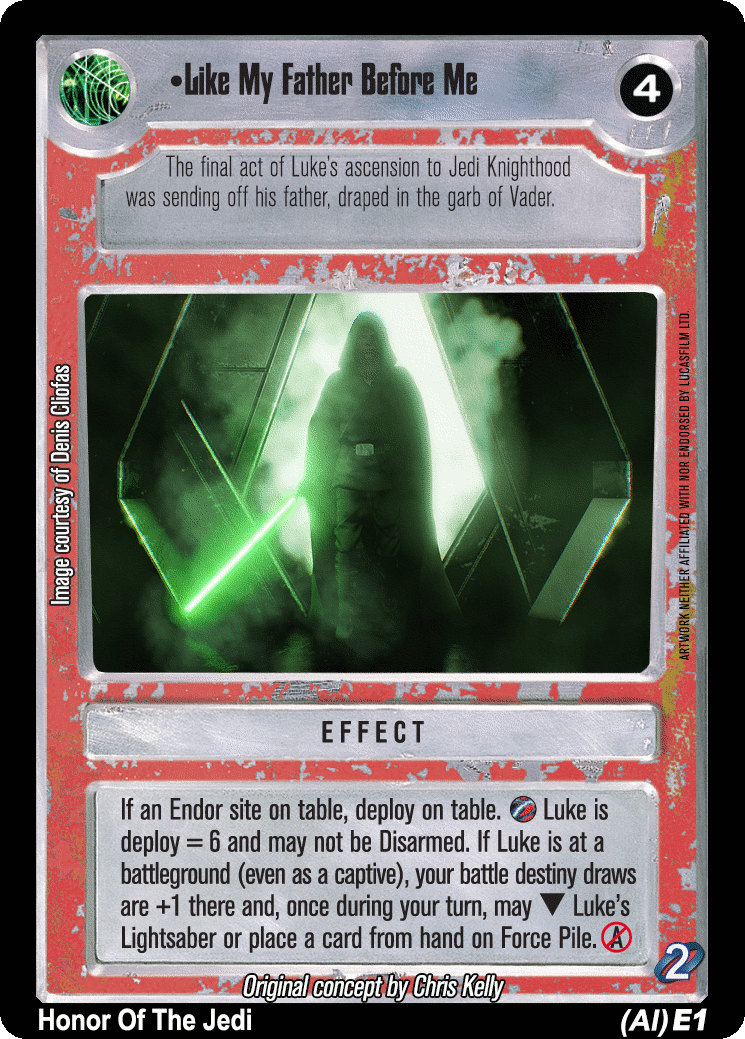 •Like My Father Before Me
4
The final act of Luke's ascension to Jedi Knighthood
was sending off his father, draped in the garb of Vader.
Image courtesy of Denis Cliofas
ARTWORK NEITHER AFFILIATED WITH NOR ENDORSED BY LUCASFILM LTD.
EFFECT
If an Endor site on table, deploy on table. Luke is
deploy = 6 and may not be Disarmed. If Luke is at a
battleground (even as a captive), your battle destiny draws
are +1 there and, once during your turn, may ▼ Luke's
Lightsaber or place a card from hand on Force Pile. A
2
Original concept by Chris Kelly
Honor Of The Jedi
(AI) E1